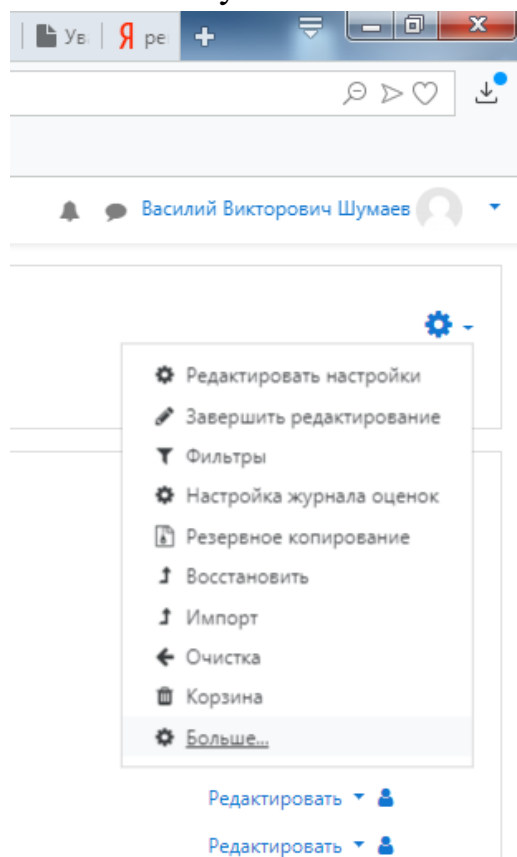 Ув
Я ре
Василий Викторович Шумаев
Редактировать настройки
Завершить редактирование
Фильтры
Настройка журнала оценок
Резервное копирование
Восстановить
Импорт
Очистка
Корзина
Больше...
Редактировать
Редактировать